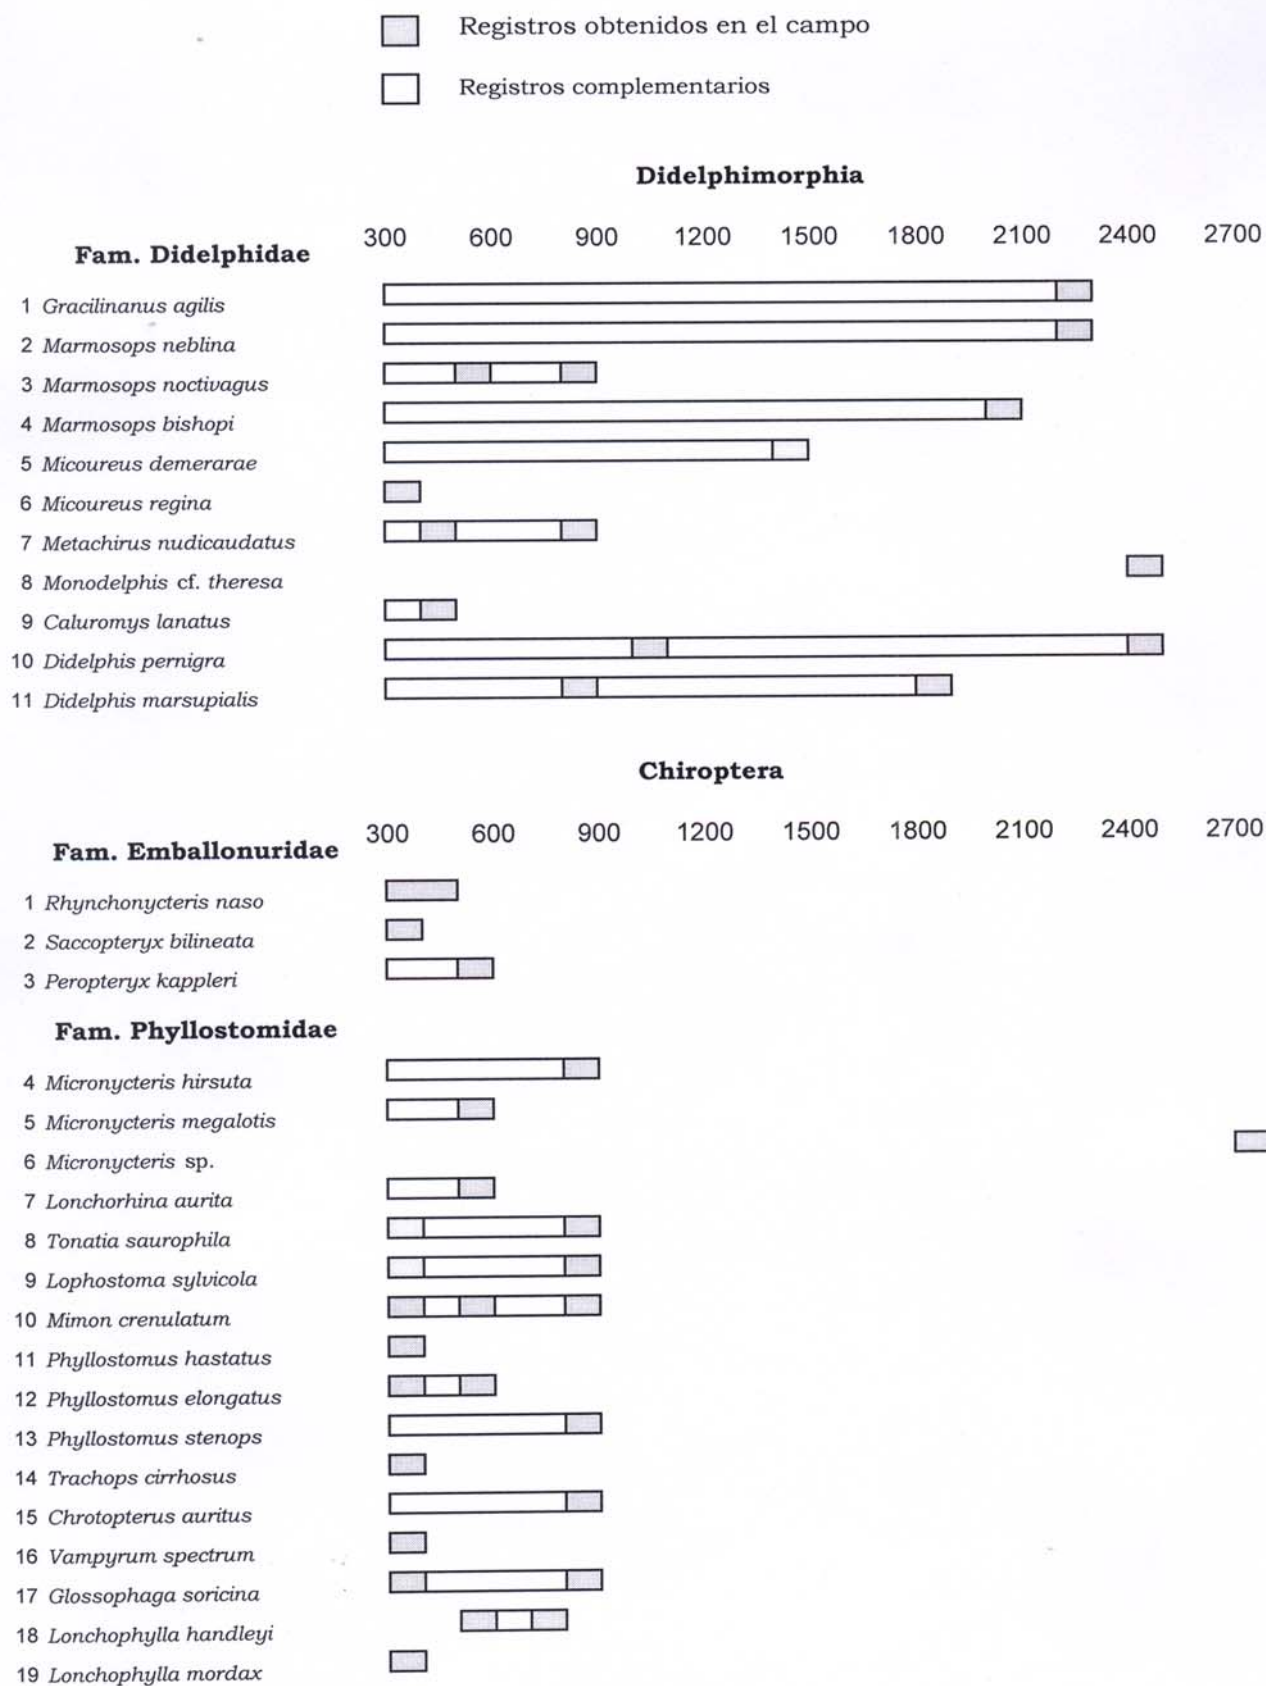 Registros obtenidos en el campo
Registros complementarios
Didelphimorphia
300 600 900 1200 1500 1800 2100 2400 2700
Fam. Didelphidae
1 Gracilinanus agilis
2 Marmosops neblina
3 Marmosops noctivagus
4 Marmosops bishopi
5 Micoureus demerarae
6 Micoureus regina
7 Metachirus nudicaudatus
8 Monodelphis cf. theresa
9 Caluromys lanatus
10 Didelphis pernigra
11 Didelphis marsupialis
Chiroptera
300 600 900 1200 1500 1800 2100 2400 2700
Fam. Emballonuridae
1 Rhynchonycteris naso
2 Saccopteryx bilineata
3 Peropteryx kappleri
Fam. Phyllostomidae
4 Micronycteris hirsuta
5 Micronycteris megalotis
6 Micronycteris sp.
7 Lonchorhina aurita
8 Tonatia saurophila
9 Lophostoma sylvicola
10 Mimon crenulatum
11 Phyllostomus hastatus
12 Phyllostomus elongatus
13 Phyllostomus stenops
14 Trachops cirrhosus
15 Chrotopterus auritus
16 Vampyrum spectrum
17 Glossophaga soricina
18 Lonchophylla handleyi
19 Lonchophylla mordax